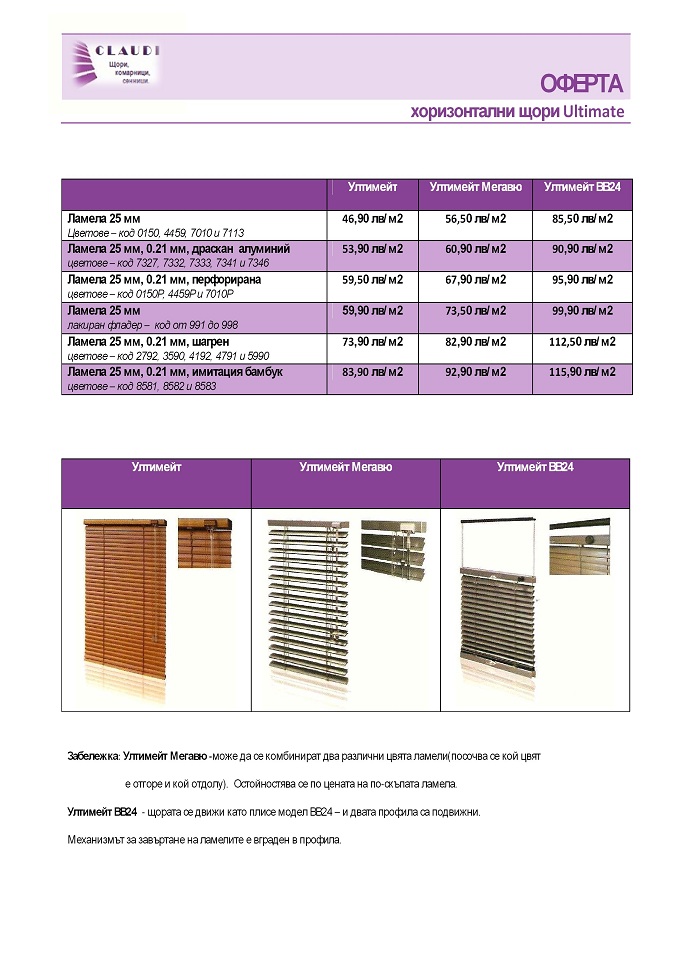 CLAUDI
Щори,
комарници,
сенници.
ОФЕРТА
хоризонтални щори Ultimate
Ултимейт Ултимейт Мегавю Ултимейт BB24
Ламела 25 мм 46,90 лв/м2 56,50 лв/м2 85,50 лв/м2
Цветове – код 0150, 4459, 7010 и 7113
Ламела 25 мм, 0.21 мм, драскан алуминий 53,90 лв/м2 60,90 лв/м2 90,90 лв/м2
цветове – код 7327, 7332, 7333, 7341 и 7346
Ламела 25 мм, 0.21 мм, перфорирана 59,50 лв/м2 67,90 лв/м2 95,90 лв/м2
цветове – код 0150P, 4459P и 7010P
Ламела 25 мм 59,90 лв/м2 73,50 лв/м2 99,90 лв/м2
лакиран фладер – код от 991 до 998
Ламела 25 мм, 0.21 мм, шагрен 73,90 лв/м2 82,90 лв/м2 112,50 лв/м2
цветове – код 2792, 3590, 4192, 4791 и 5990
Ламела 25 мм, 0.21 мм, имитация бамбук 83,90 лв/м2 92,90 лв/м2 115,90 лв/м2
цветове – код 8581, 8582 и 8583
Ултимейт Ултимейт Мегавю Ултимейт BB24
Забележка: Ултимейт Мегавю -може да се комбинират два различни цвята ламели(посочва се кой цвят
е отгоре и кой отдолу). Остойностява се по цената на по-скъпата ламела.
Ултимейт BB24 - щората се движи като плисе модел BB24 – и двата профила са подвижни.
Механизмът за завъртане на ламелите е вграден в профила.